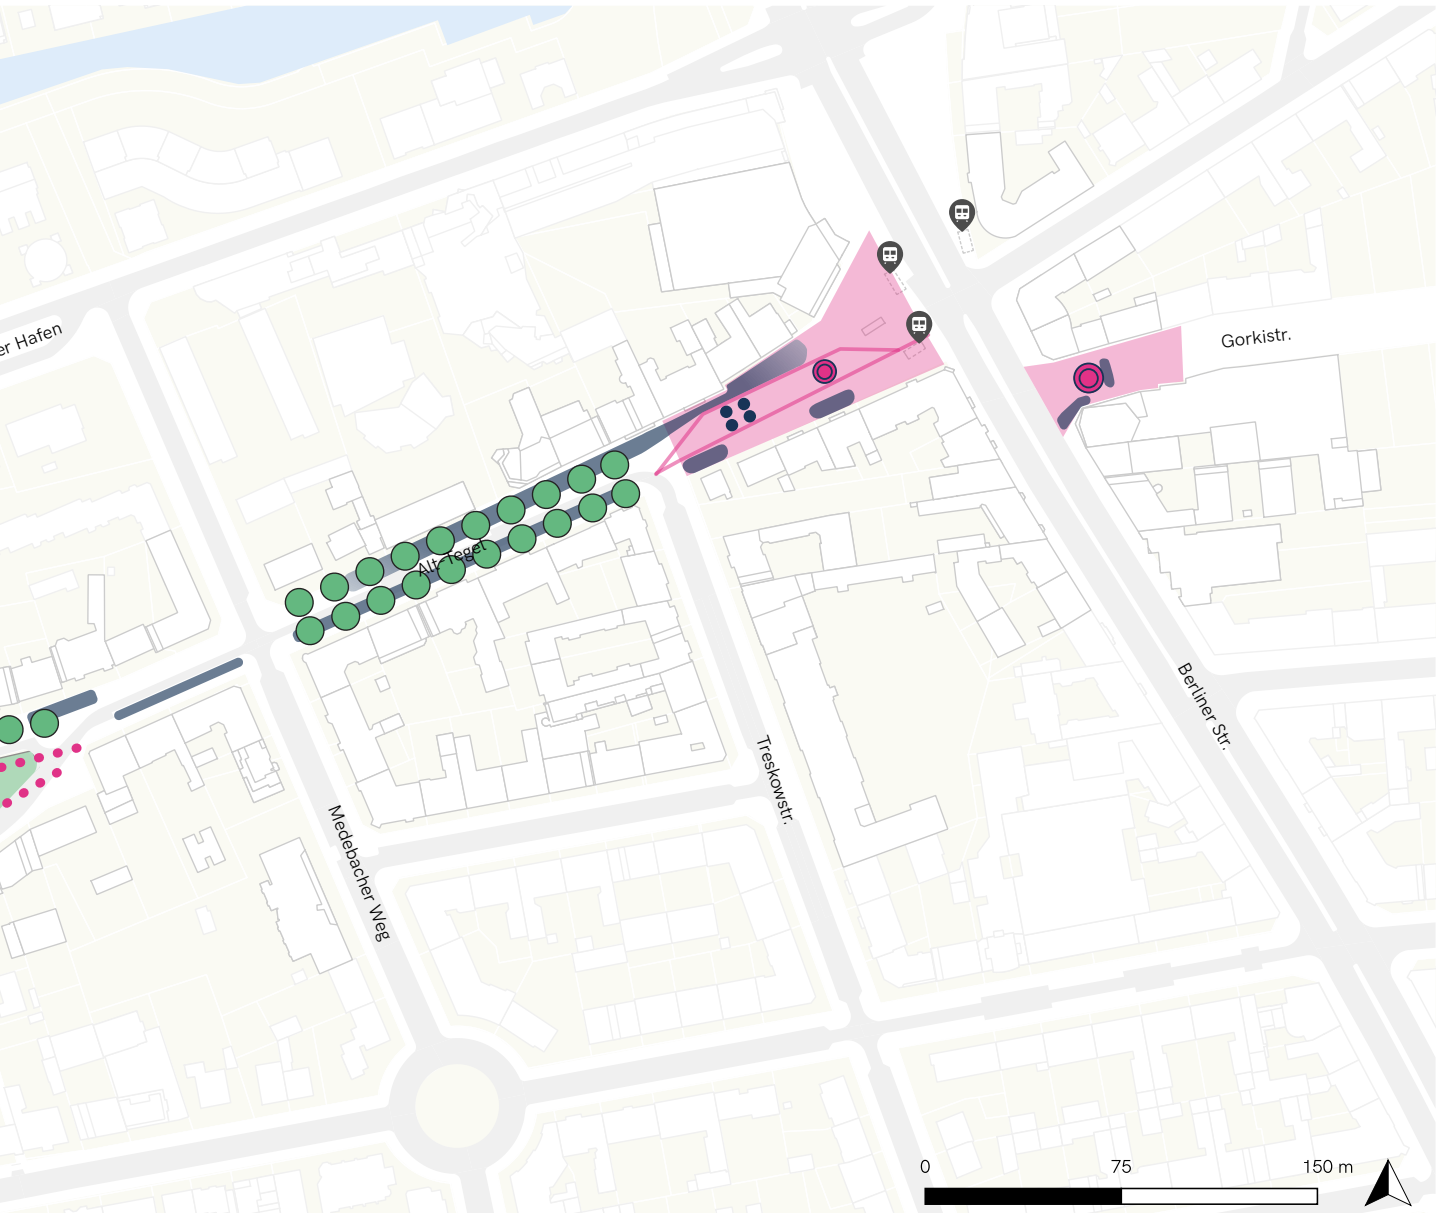 er Hafen
Gorkistr.
Alt-Tegel
Berliner Str.
Treskowstr.
Medebacher Weg
0 75 150 m